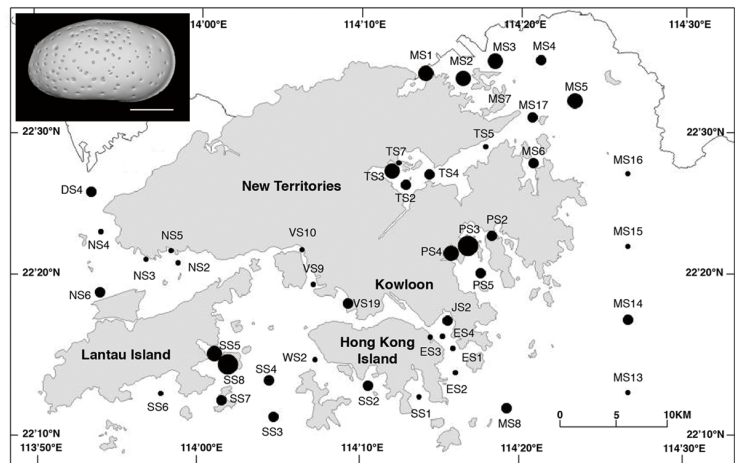 114'00"E 114'10"E 114'20"E 114'30"E
MS1 MS2 MS3 MS4
MS5
MS7
MS17
22'30"N 22'30"N
TS5
TS7
TS3
TS4
TS2
MS6
MS16
New Territories
DS4
NS4
NS5
NS3
NS2
VS10
PS2
PS3
PS4
MS15
22'20"N 22'20"N
VS9
Kowloon
PS5
NS6
VS19
JS2
MS14
Hong Kong
Island
ES4
ES3
ES1
Lantau Island
SS5
SS8
WS2
SS4
ES2
MS13
SS6
SS7
SS2
SS1
SS3
MS8
0 5 10KM
22'10"N 22'10"N
113'50"E 114'00"E 114'10"E 114'20"E 114'30"E